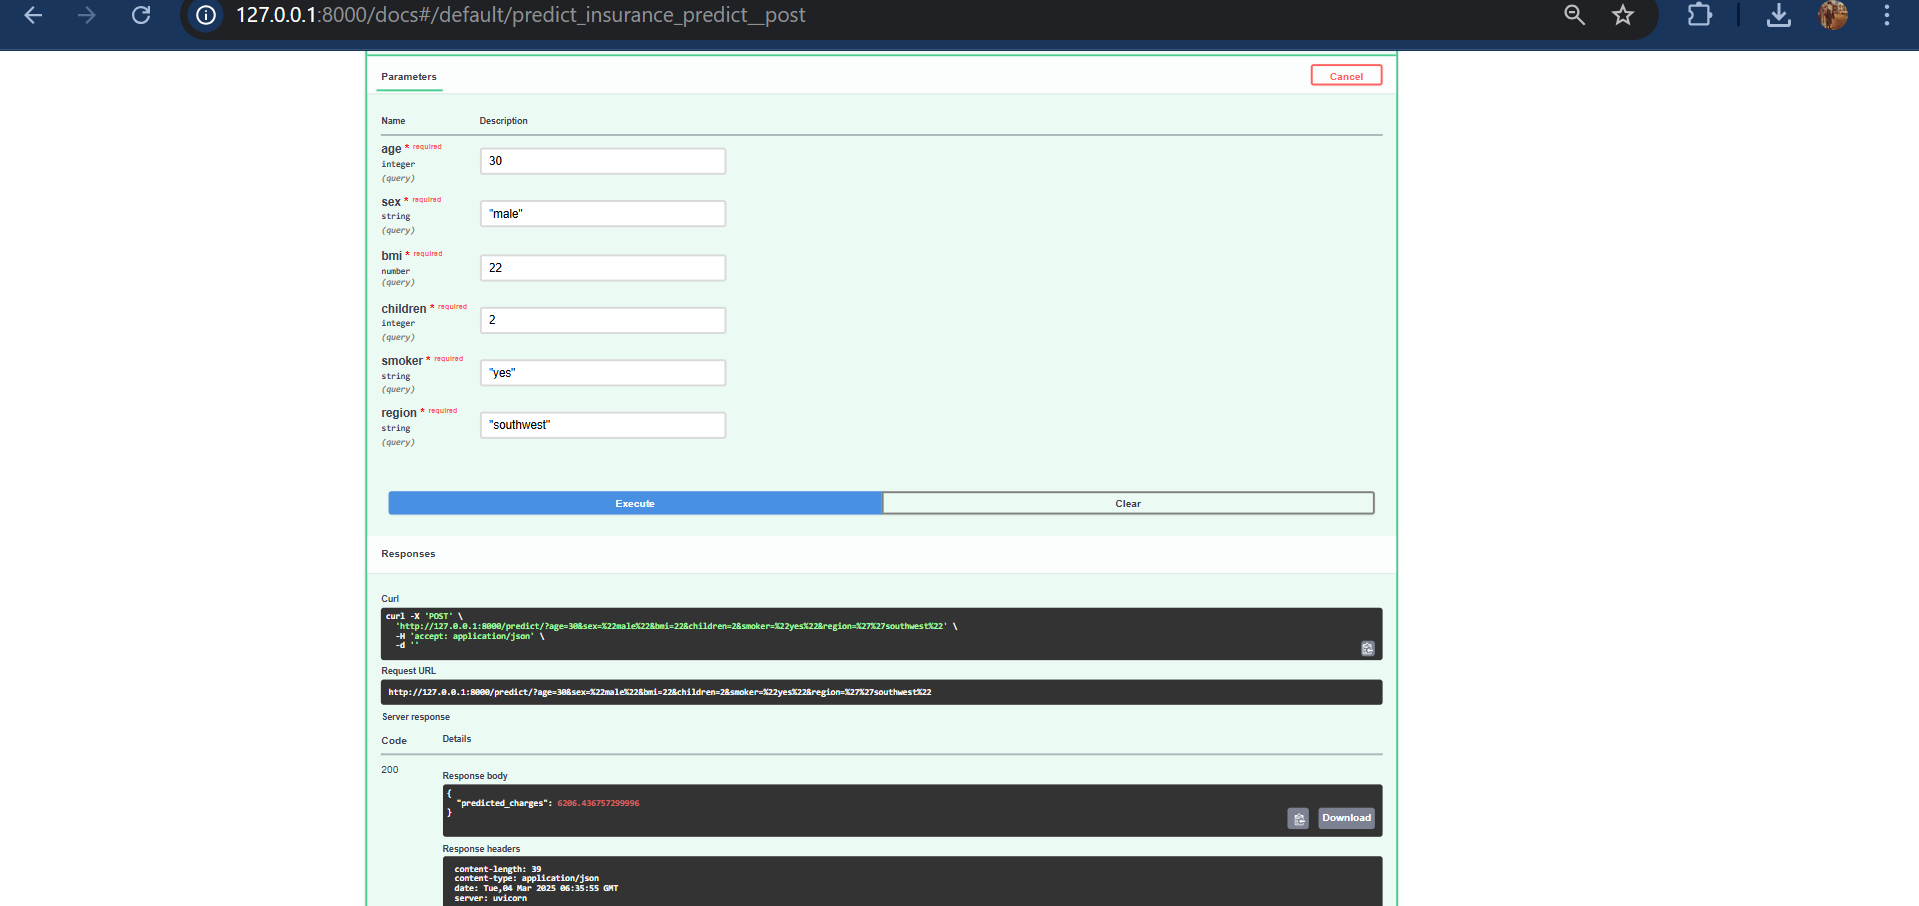 127.0.0.1:8000/docs#/default/predict_insurance_predict__post
Parameters
Cancel
Name Description
age * required
integer
(query)
30
sex * required
string
(query)
"male"
bmi * required
number
(query)
22
children * required
integer
(query)
2
smoker * required
string
(query)
"yes"
region * required
string
(query)
"southwest"
Execute
Clear
Responses
Curl
curl -X 'POST' \
'http://127.0.0.1:8000/predict/?age=30&sex=%22male%22&bmi=22&children=2&smoker=%22yes%22&region=%27%27southwest%22' \
-H 'accept: application/json' \
-d ''
Request URL
http://127.0.0.1:8000/predict/?age=30&sex=%22male%22&bmi=22&children=2&smoker=%22yes%22&region=%27%27southwest%22
Server response
Code Details
200
Response body
{
"predicted_charges": 6206.436757299996
}
Download
Response headers
content-length: 39
content-type: application/json
date: Tue,04 Mar 2025 06:35:55 GMT
server: uvicorn